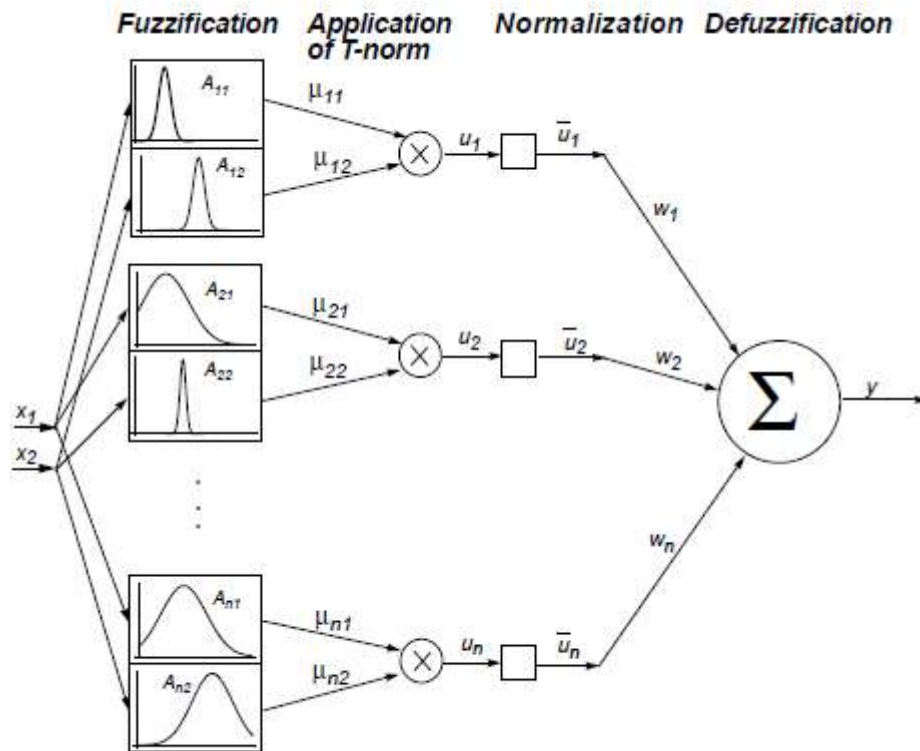 Fuzzification Application of T-norm Normalization Defuzzification
A11
μ11
u1
ū1
A12
μ12
w1
A21
μ21
u2
ū2
w2
A22
μ22
x1
x2
Σ
y
An1
μn1
un
ūn
wn
An2
μn2